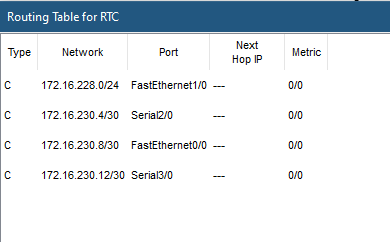 Routing Table for RTC
Type Network Port Next Hop IP Metric
C 172.16.228.0/24 FastEthernet1/0 --- 0/0
C 172.16.230.4/30 Serial2/0 --- 0/0
C 172.16.230.8/30 FastEthernet0/0 --- 0/0
C 172.16.230.12/30 Serial3/0 --- 0/0